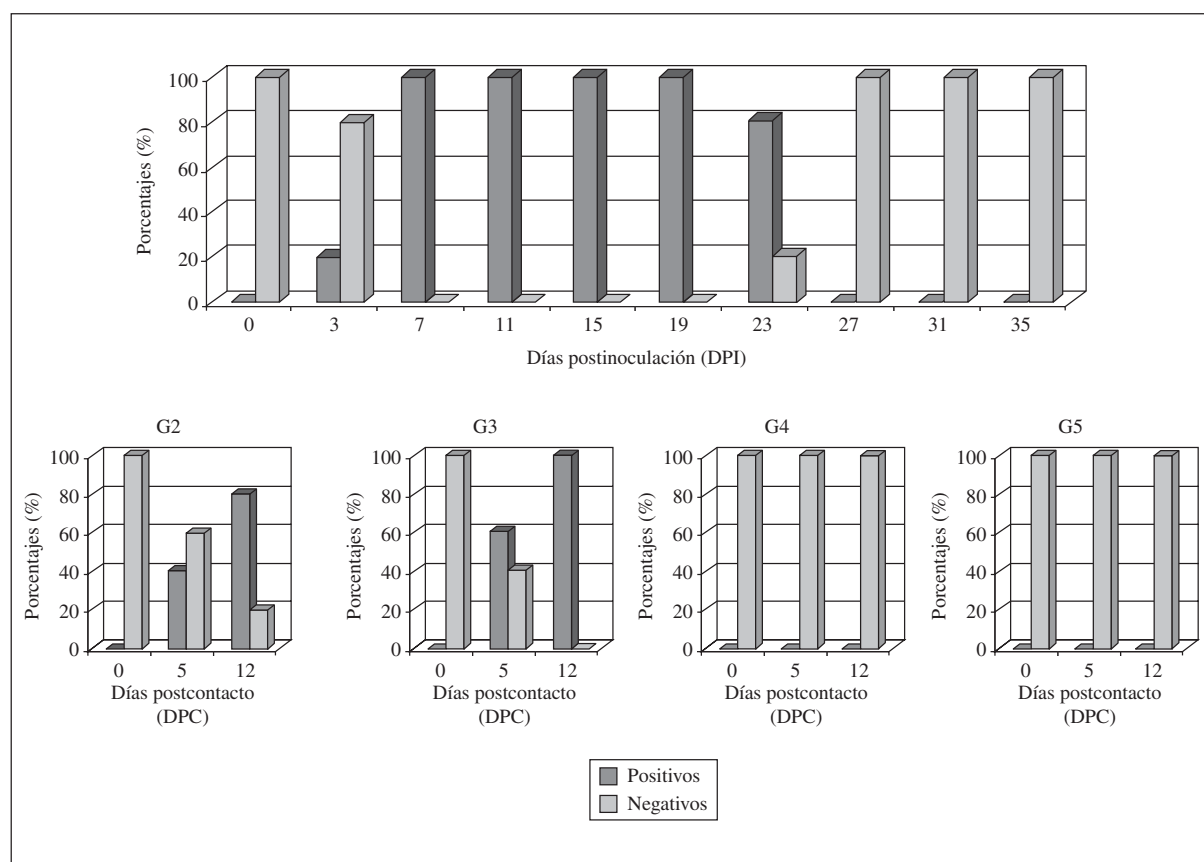 100
80
60
40
20
0
Porcentajes (%)
0 3 7 11 15 19 23 27 31 35
Días postinoculación (DPI)
G2
100
80
60
40
20
0
Porcentajes (%)
0 5 12
Días postcontacto
(DPC)
G3
100
80
60
40
20
0
Porcentajes (%)
0 5 12
Días postcontacto
(DPC)
G4
100
80
60
40
20
0
Porcentajes (%)
0 5 12
Días postcontacto
(DPC)
G5
100
80
60
40
20
0
Porcentajes (%)
0 5 12
Días postcontacto
(DPC)
Positivos
Negativos